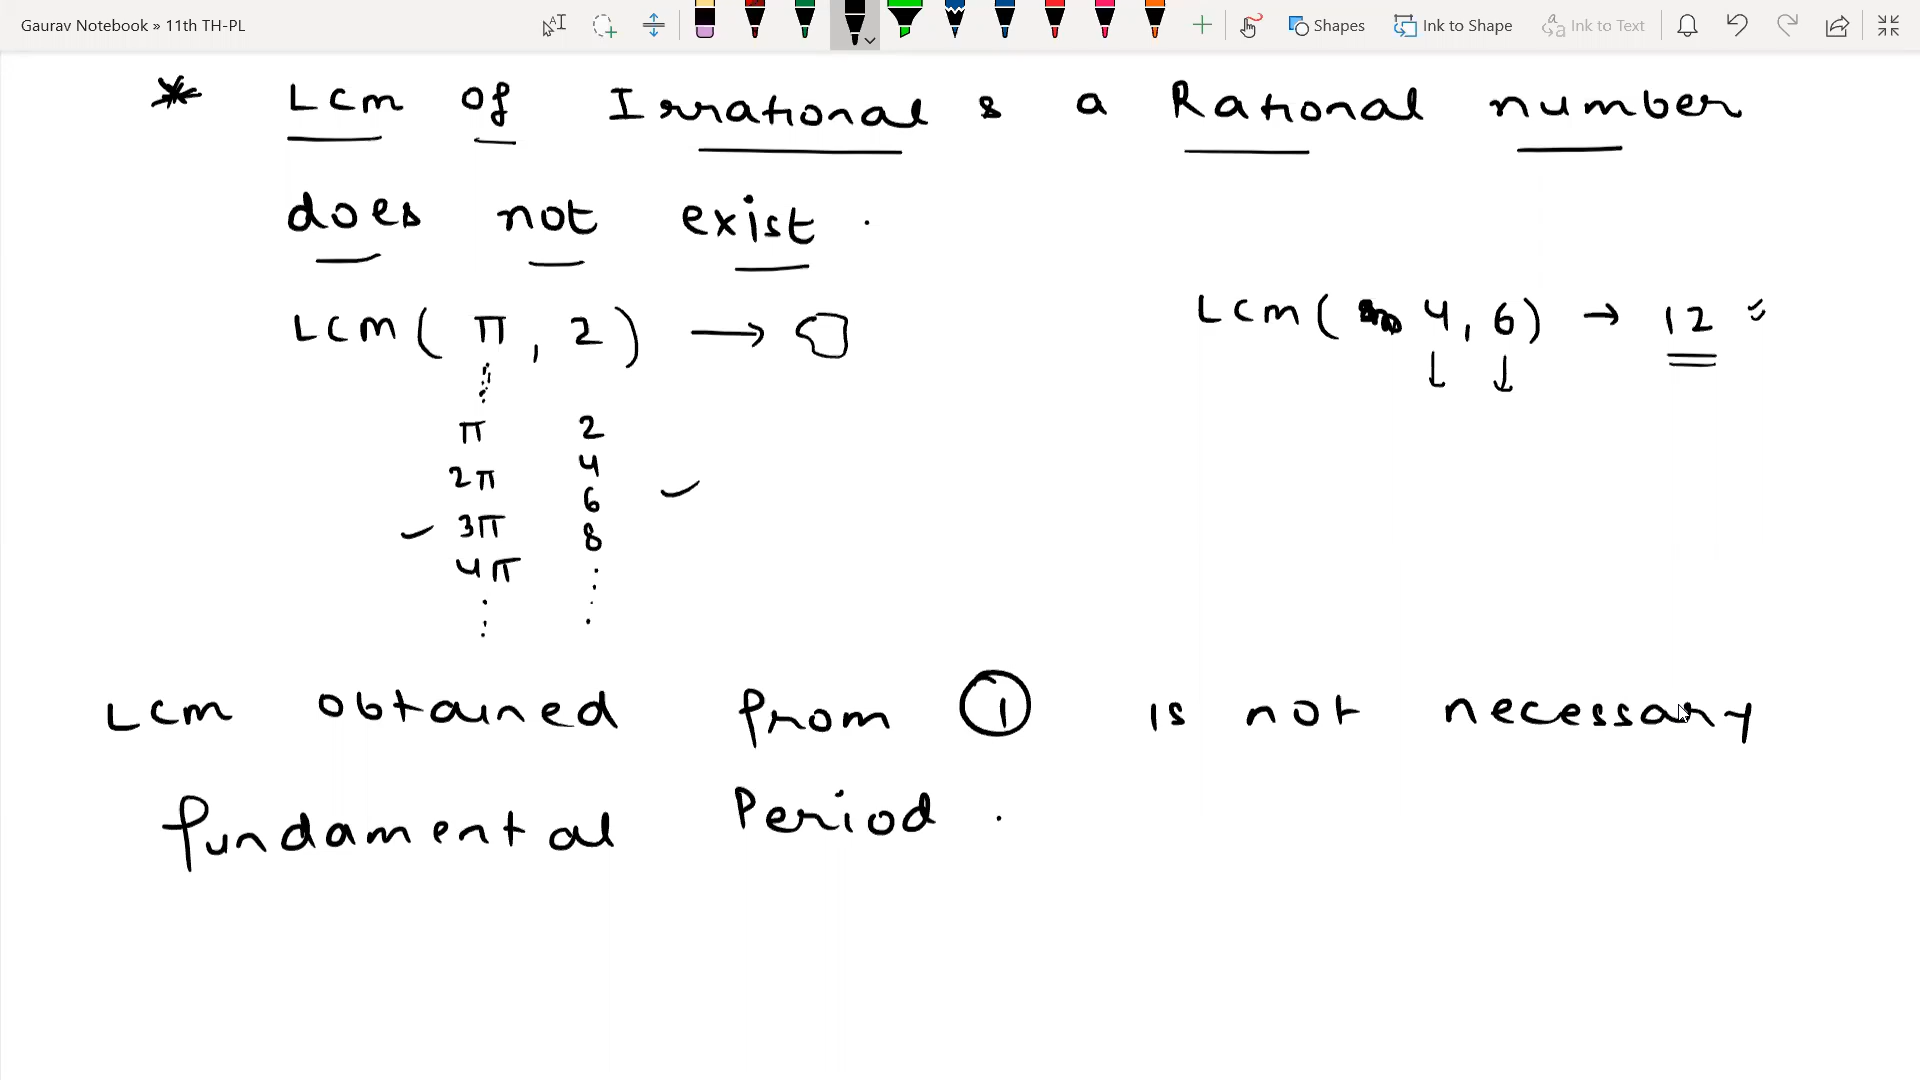 Gaurav Notebook » 11th TH-PL
Shapes Ink to Shape Ink to Text
* LCM of Irrational & a Rational number
does not exist .
LCM( π , 2 ) →
LCM( 4, 6) → 12
π 2
2π 4
3π 6
4π 8
LCM obtained from ① is not necessary
fundamental Period .